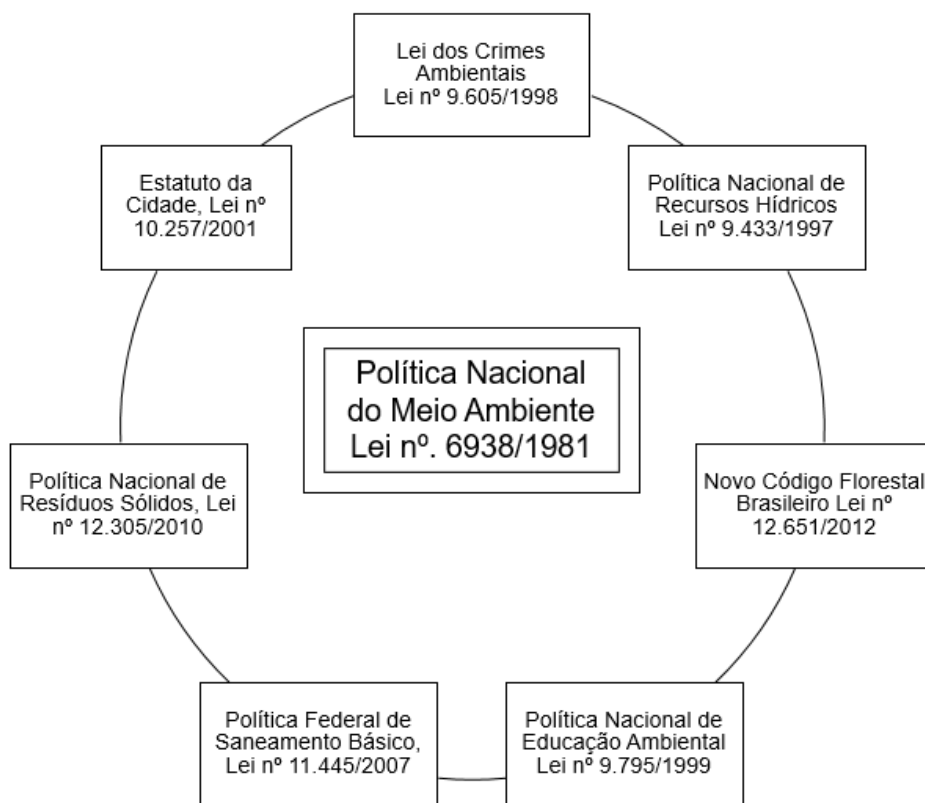 Lei dos Crimes
Ambientais
Lei nº 9.605/1998
Estatuto da
Cidade, Lei nº
10.257/2001
Política Nacional de
Recursos Hídricos
Lei nº 9.433/1997
Política Nacional
do Meio Ambiente
Lei nº. 6938/1981
Política Nacional de
Resíduos Sólidos, Lei
nº 12.305/2010
Novo Código Florestal
Brasileiro Lei nº
12.651/2012
Política Federal de
Saneamento Básico,
Lei nº 11.445/2007
Política Nacional de
Educação Ambiental
Lei nº 9.795/1999